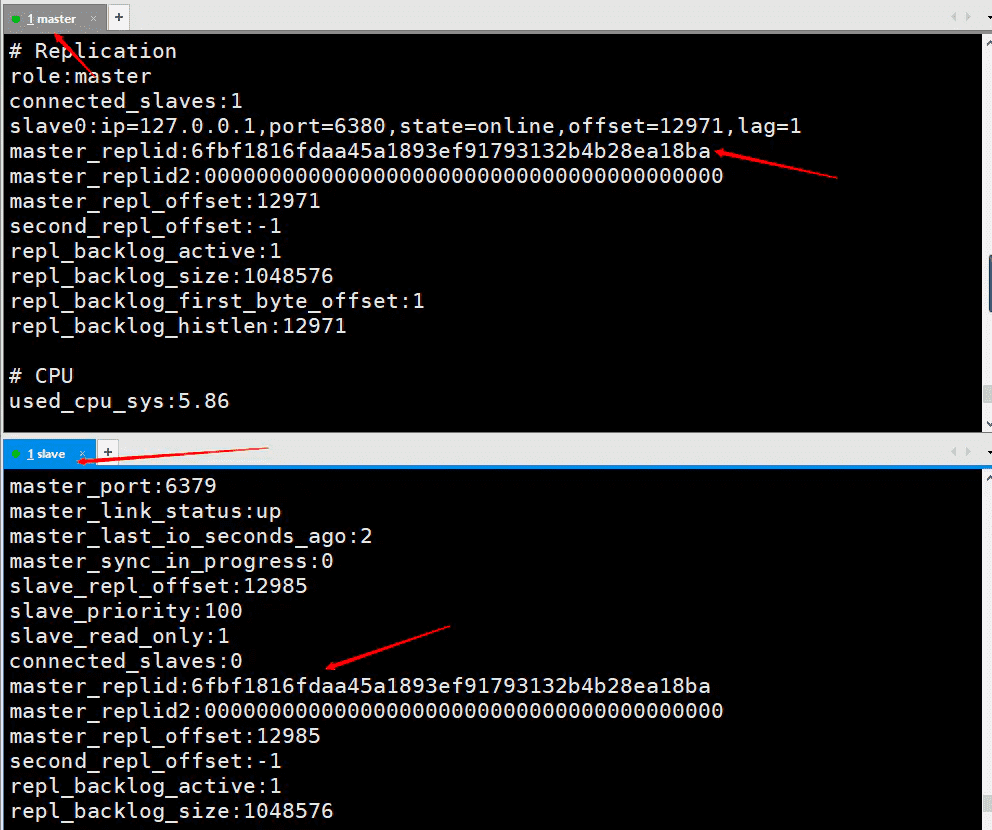 1 master × +
# Replication
role:master
connected_slaves:1
slave0:ip=127.0.0.1,port=6380,state=online,offset=12971,lag=1
master_replid:6fbf1816fdaa45a1893ef91793132b4b28ea18ba
master_replid2:0000000000000000000000000000000000000000
master_repl_offset:12971
second_repl_offset:-1
repl_backlog_active:1
repl_backlog_size:1048576
repl_backlog_first_byte_offset:1
repl_backlog_histlen:12971
# CPU
used_cpu_sys:5.86
1 slave × +
master_port:6379
master_link_status:up
master_last_io_seconds_ago:2
master_sync_in_progress:0
slave_repl_offset:12985
slave_priority:100
slave_read_only:1
connected_slaves:0
master_replid:6fbf1816fdaa45a1893ef91793132b4b28ea18ba
master_replid2:0000000000000000000000000000000000000000
master_repl_offset:12985
second_repl_offset:-1
repl_backlog_active:1
repl_backlog_size:1048576